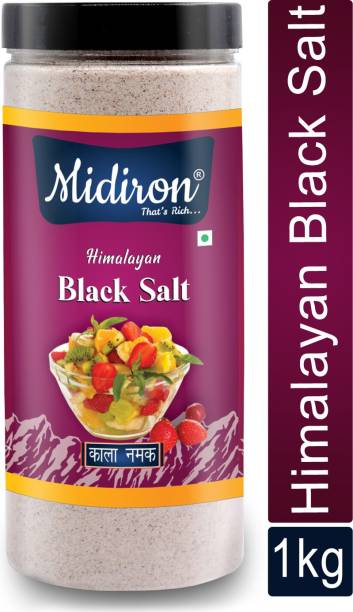 Midiron®
That's Rich...
Himalayan
Black Salt
काला नमक
Himalayan Black Salt
1kg